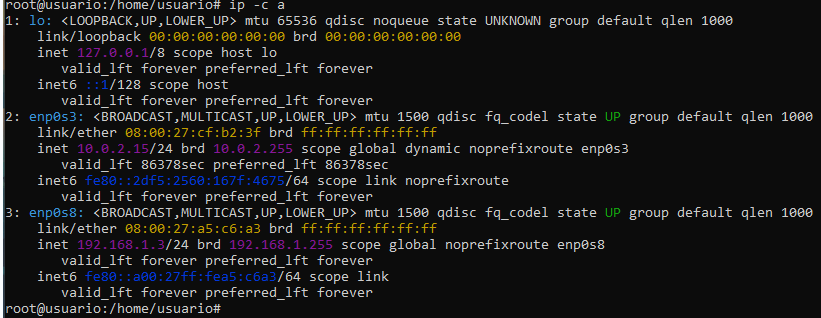 root@usuario:/home/usuario# ip -c a
1: lo: <LOOPBACK,UP,LOWER_UP> mtu 65536 qdisc noqueue state UNKNOWN group default qlen 1000
    link/loopback 00:00:00:00:00:00 brd 00:00:00:00:00:00
    inet 127.0.0.1/8 scope host lo
       valid_lft forever preferred_lft forever
    inet6 ::1/128 scope host
       valid_lft forever preferred_lft forever
2: enp0s3: <BROADCAST,MULTICAST,UP,LOWER_UP> mtu 1500 qdisc fq_codel state UP group default qlen 1000
    link/ether 08:00:27:cf:b2:3f brd ff:ff:ff:ff:ff:ff
    inet 10.0.2.15/24 brd 10.0.2.255 scope global dynamic noprefixroute enp0s3
       valid_lft 86378sec preferred_lft 86378sec
    inet6 fe80::2df5:2560:167f:4675/64 scope link noprefixroute
       valid_lft forever preferred_lft forever
3: enp0s8: <BROADCAST,MULTICAST,UP,LOWER_UP> mtu 1500 qdisc fq_codel state UP group default qlen 1000
    link/ether 08:00:27:a5:c6:a3 brd ff:ff:ff:ff:ff:ff
    inet 192.168.1.3/24 brd 192.168.1.255 scope global noprefixroute enp0s8
       valid_lft forever preferred_lft forever
    inet6 fe80::a00:27ff:fea5:c6a3/64 scope link
       valid_lft forever preferred_lft forever
root@usuario:/home/usuario#